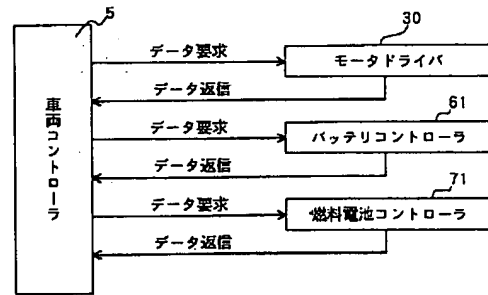 5
車両コントローラ
データ要求
30
モータドライバ
データ返信
データ要求
61
バッテリコントローラ
データ返信
データ要求
71
燃料電池コントローラ
データ返信